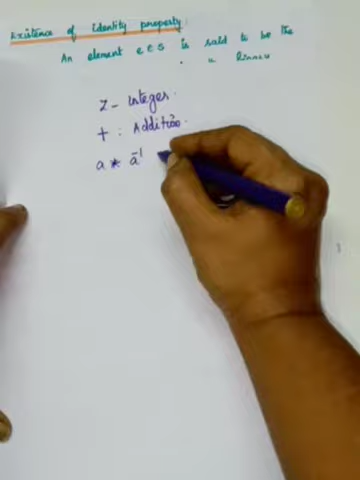 Existence of identity property
An element e ∈ s is said to be the
Z - Integer.
+ : Addition.
a * a⁻¹